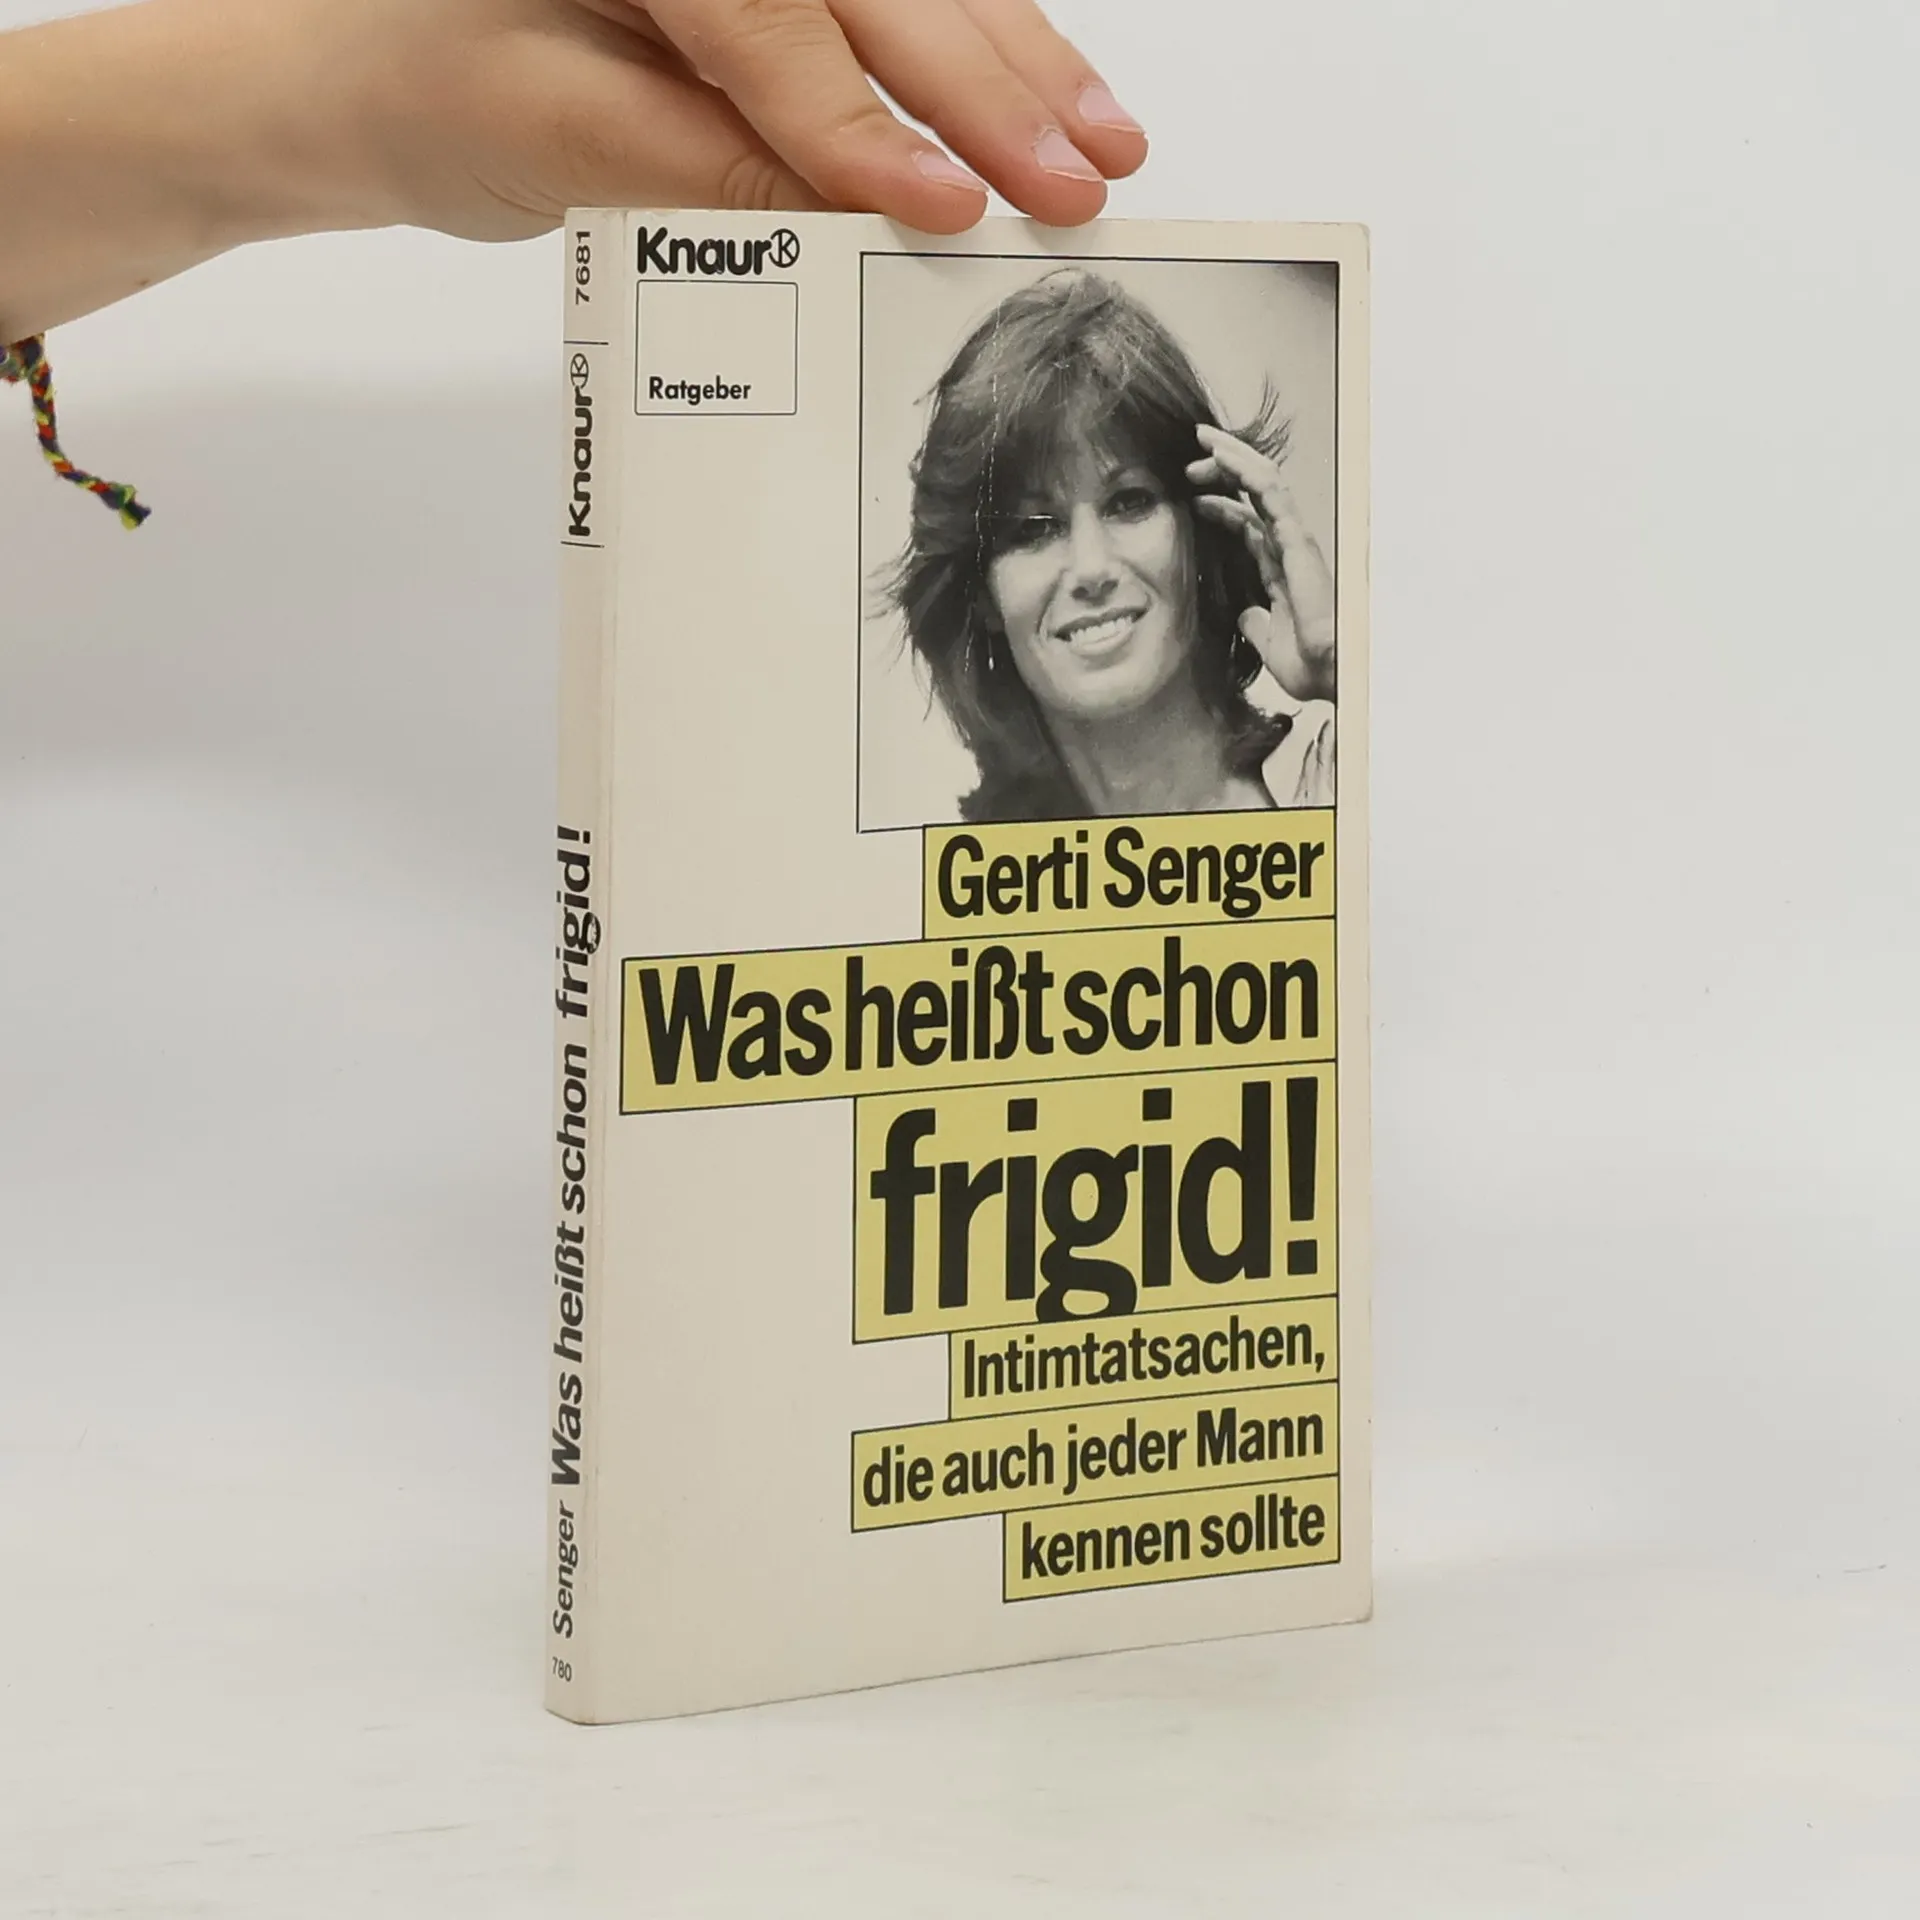 Knaur
Ratgeber
Gerti Senger
Was heißt schon
frigid!
Intimtatsachen,
die auch jeder Mann
kennen sollte
780 Senger Was heißt schon frigid! Knaur 7681